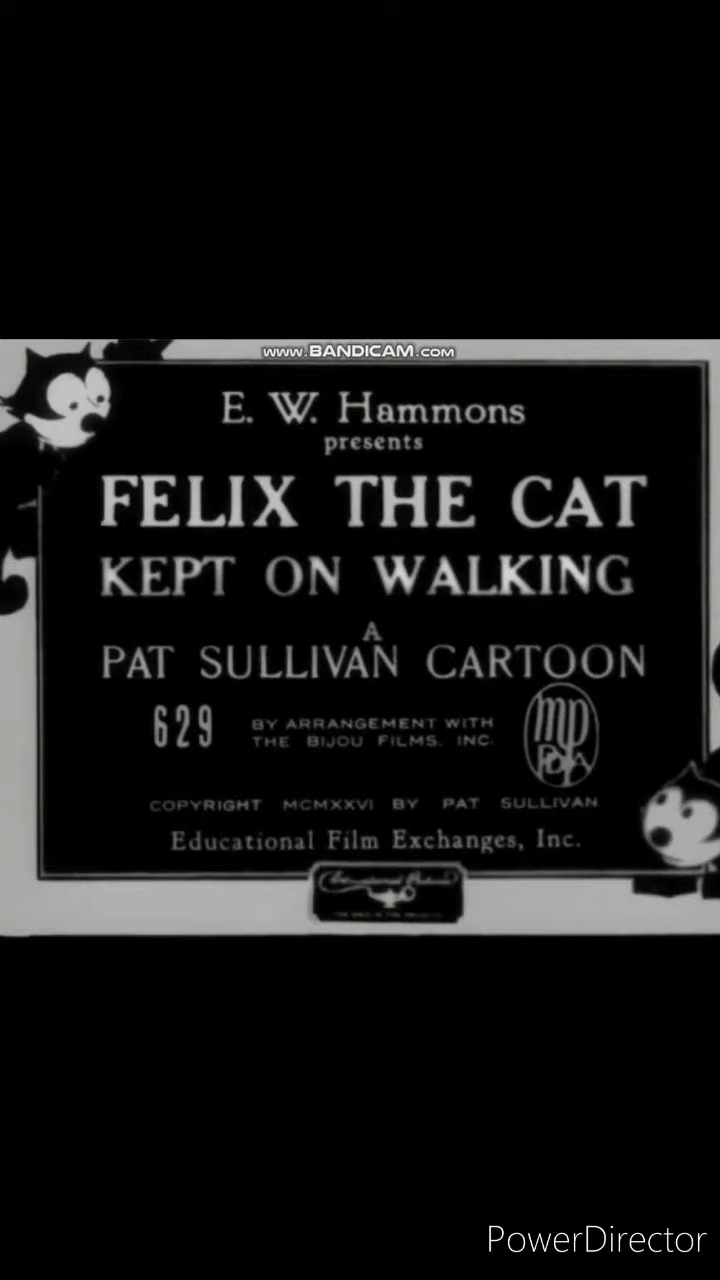 www.BANDICAM.com
E. W. Hammons
presents
FELIX THE CAT
KEPT ON WALKING
A
PAT SULLIVAN CARTOON
629
BY ARRANGEMENT WITH
THE BIJOU FILMS, INC.
COPYRIGHT MCMXXVI BY PAT SULLIVAN
Educational Film Exchanges, Inc.
PowerDirector